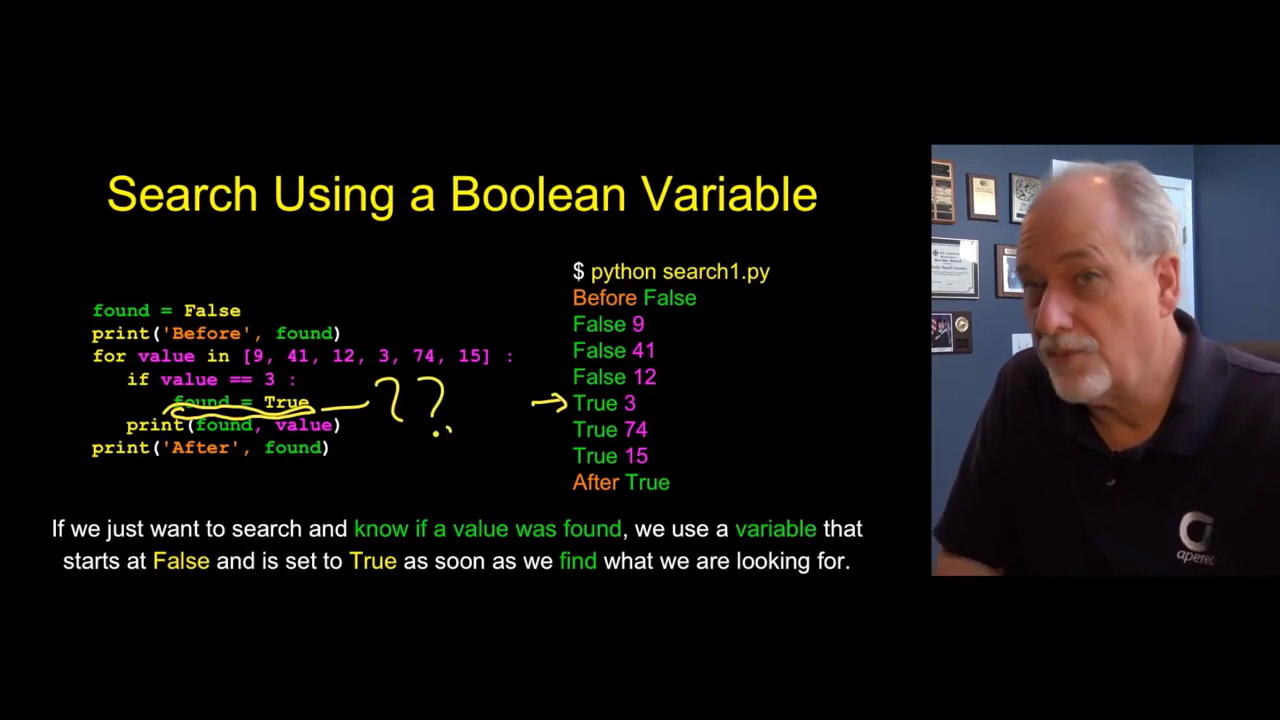 Search Using a Boolean Variable
found = False
print('Before', found)
for value in [9, 41, 12, 3, 74, 15] :
if value == 3 :
found = True
print(found, value)
print('After', found)
??
$ python search1.py
Before False
False 9
False 41
False 12
True 3
True 74
True 15
After True
If we just want to search and know if a value was found, we use a variable that
starts at False and is set to True as soon as we find what we are looking for.